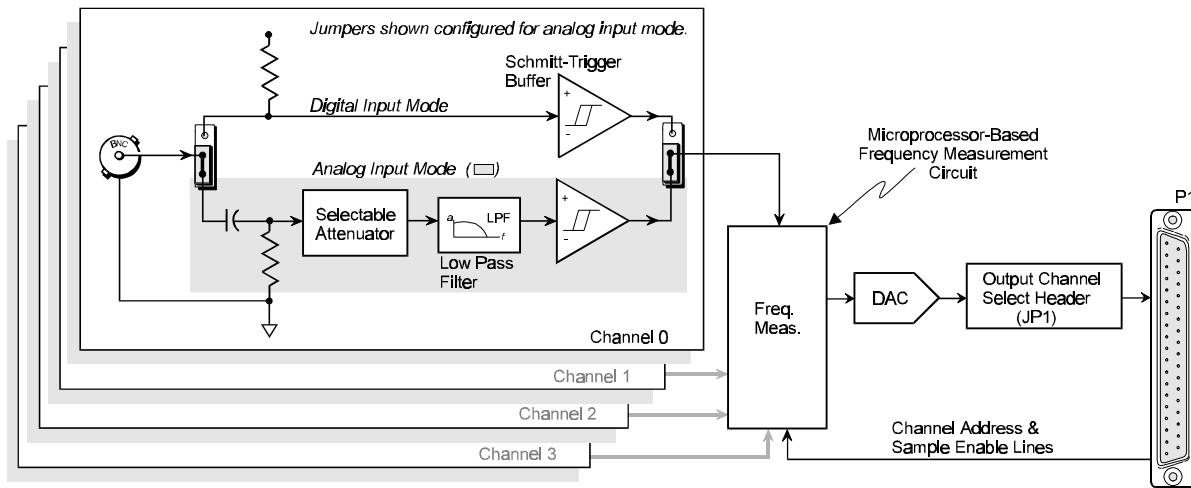 Jumpers shown configured for analog input mode.
Schmitt-Trigger
Buffer
Digital Input Mode
BNC
Analog Input Mode ( )
Selectable
Attenuator
a
LPF
f
Low Pass
Filter
+
-
+
-
Channel 0
Channel 1
Channel 2
Channel 3
Microprocessor-Based
Frequency Measurement
Circuit
Freq.
Meas.
DAC
Output Channel
Select Header
(JP1)
P1
Channel Address &
Sample Enable Lines